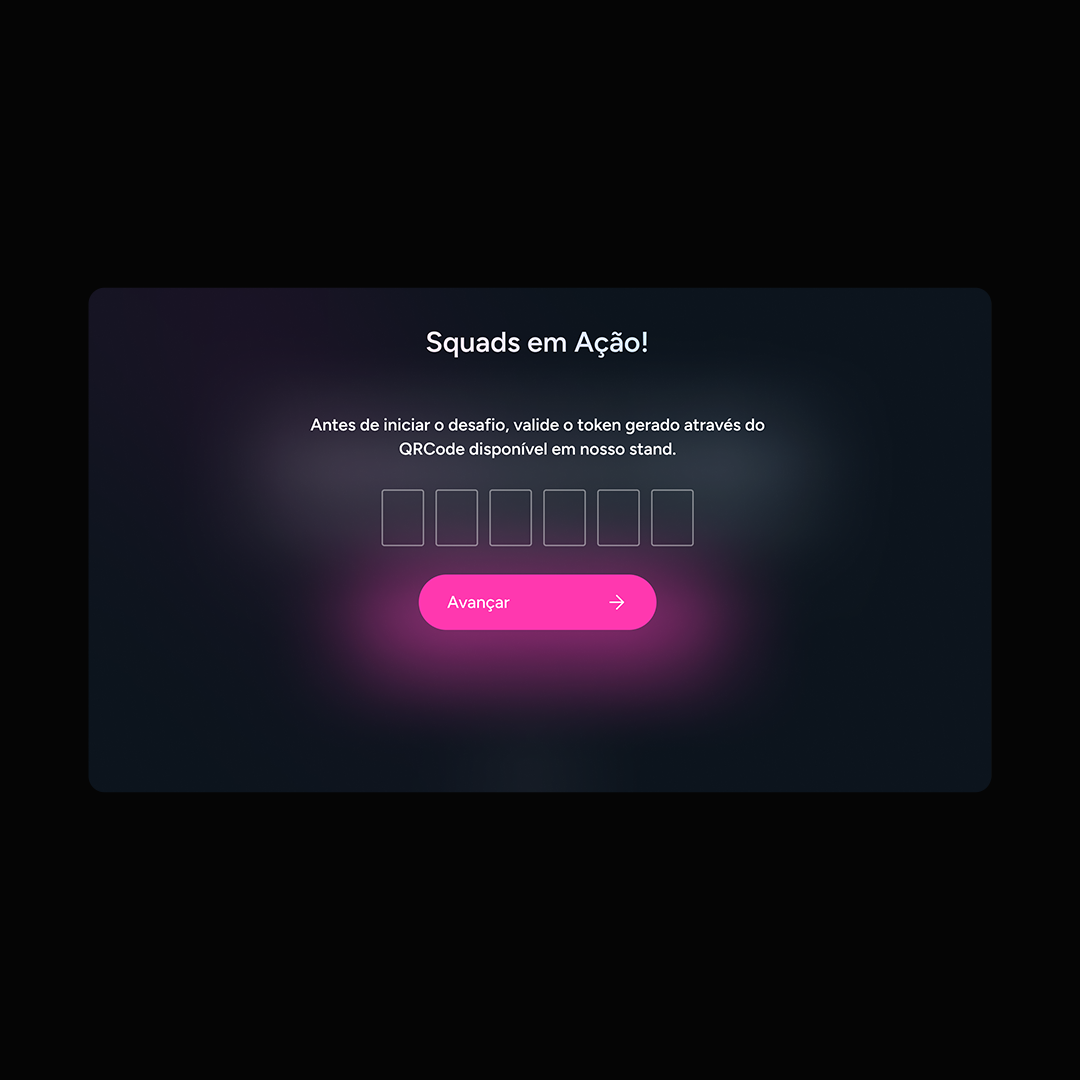 Squads em Ação!
Antes de iniciar o desafio, valide o token gerado através do
QRCode disponível em nosso stand.
Avançar